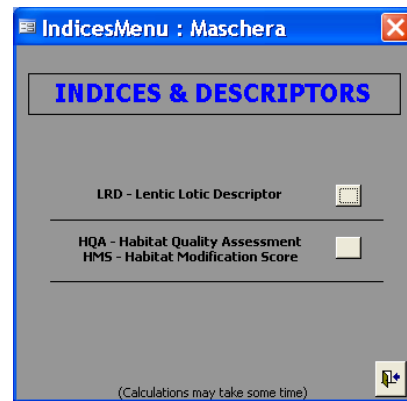 IndicesMenu : Maschera
INDICES & DESCRIPTORS
LRD - Lentic Lotic Descriptor
HQA - Habitat Quality Assessment
HMS - Habitat Modification Score
(Calculations may take some time)